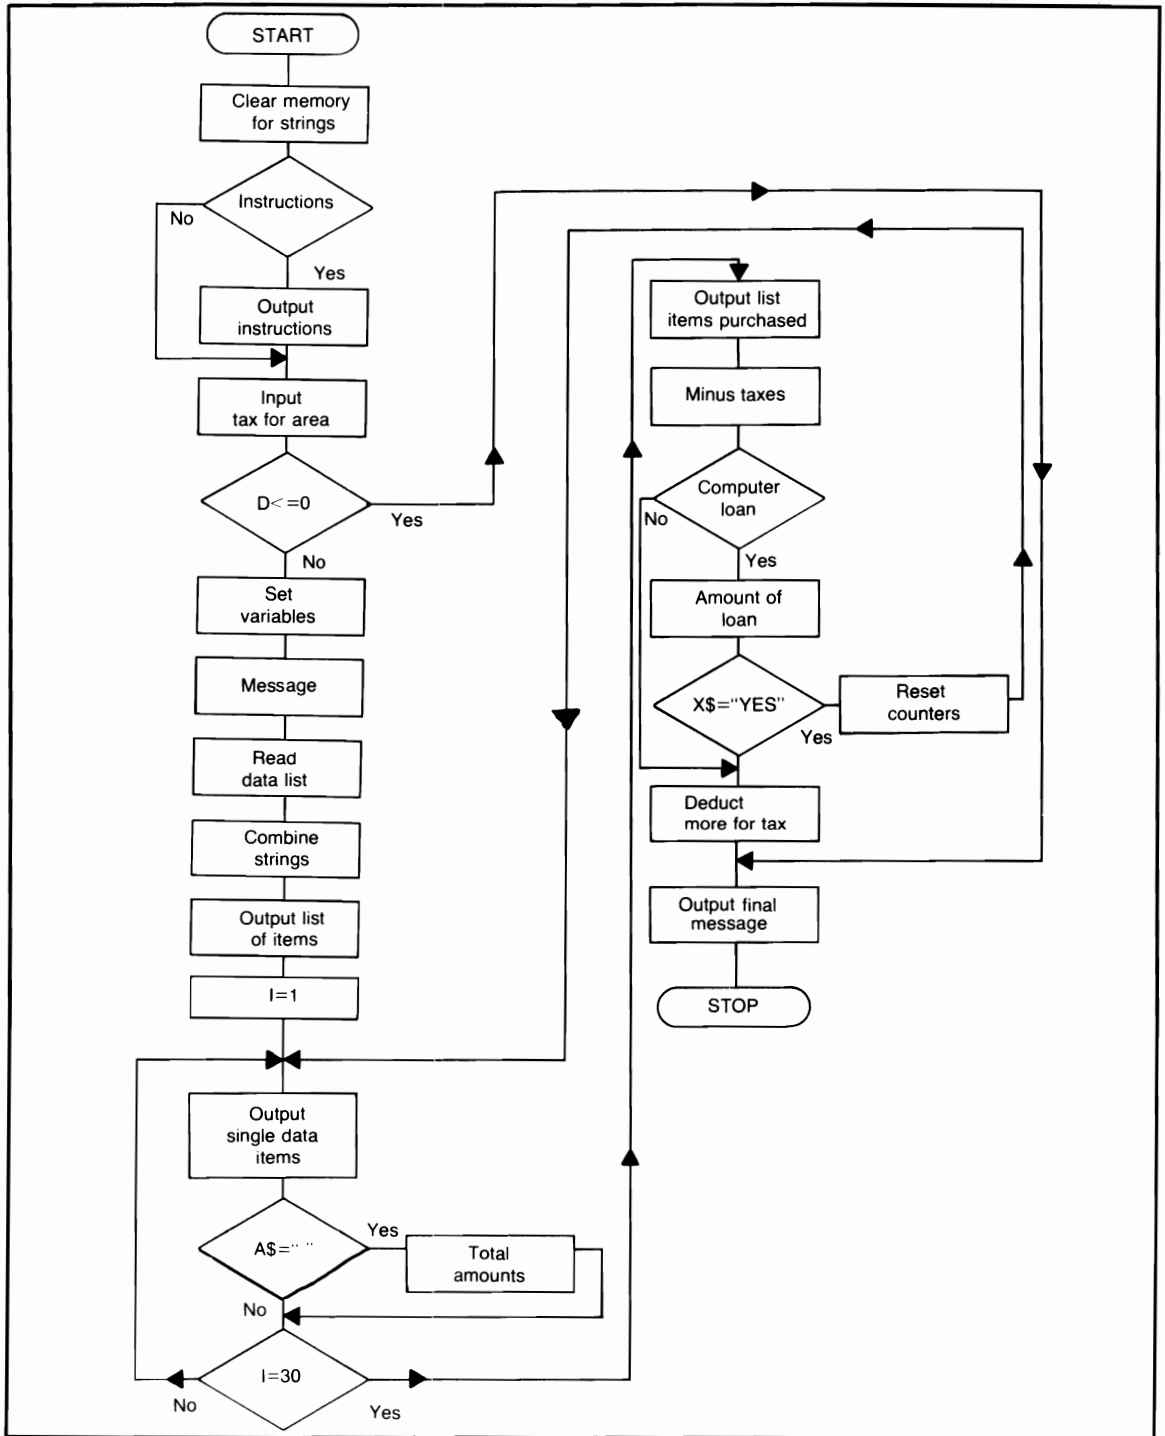 START
Clear memory
for strings
Instructions
No
Yes
Output
instructions
Input
tax for area
D<=0
Yes
No
Set
variables
Message
Read
data list
Combine
strings
Output list
of items
I=1
Output
single data
items
A$=" "
Yes
Total
amounts
No
I=30
No
Yes
Output list
items purchased
Minus taxes
Computer
loan
No
Yes
Amount of
loan
X$="YES"
Yes
Reset
counters
Deduct
more for tax
Output final
message
STOP